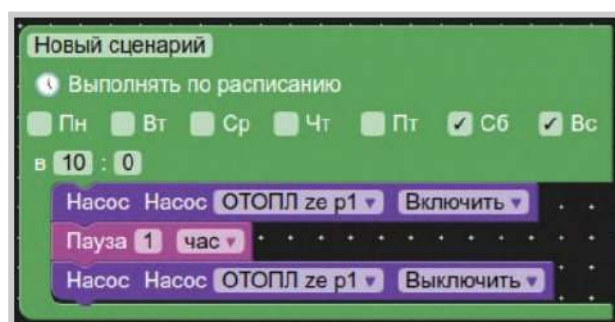 Новый сценарий
Выполнять по расписанию
Пн Вт Ср Чт Пт Сб Вс
в 10 : 0
Насос Насос ОТОПЛ ze p1 Включить
Пауза 1 час
Насос Насос ОТОПЛ ze p1 Выключить